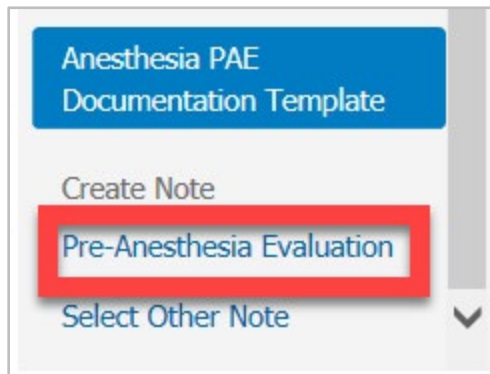 Anesthesia PAE
Documentation Template
Create Note
Pre-Anesthesia Evaluation
Select Other Note